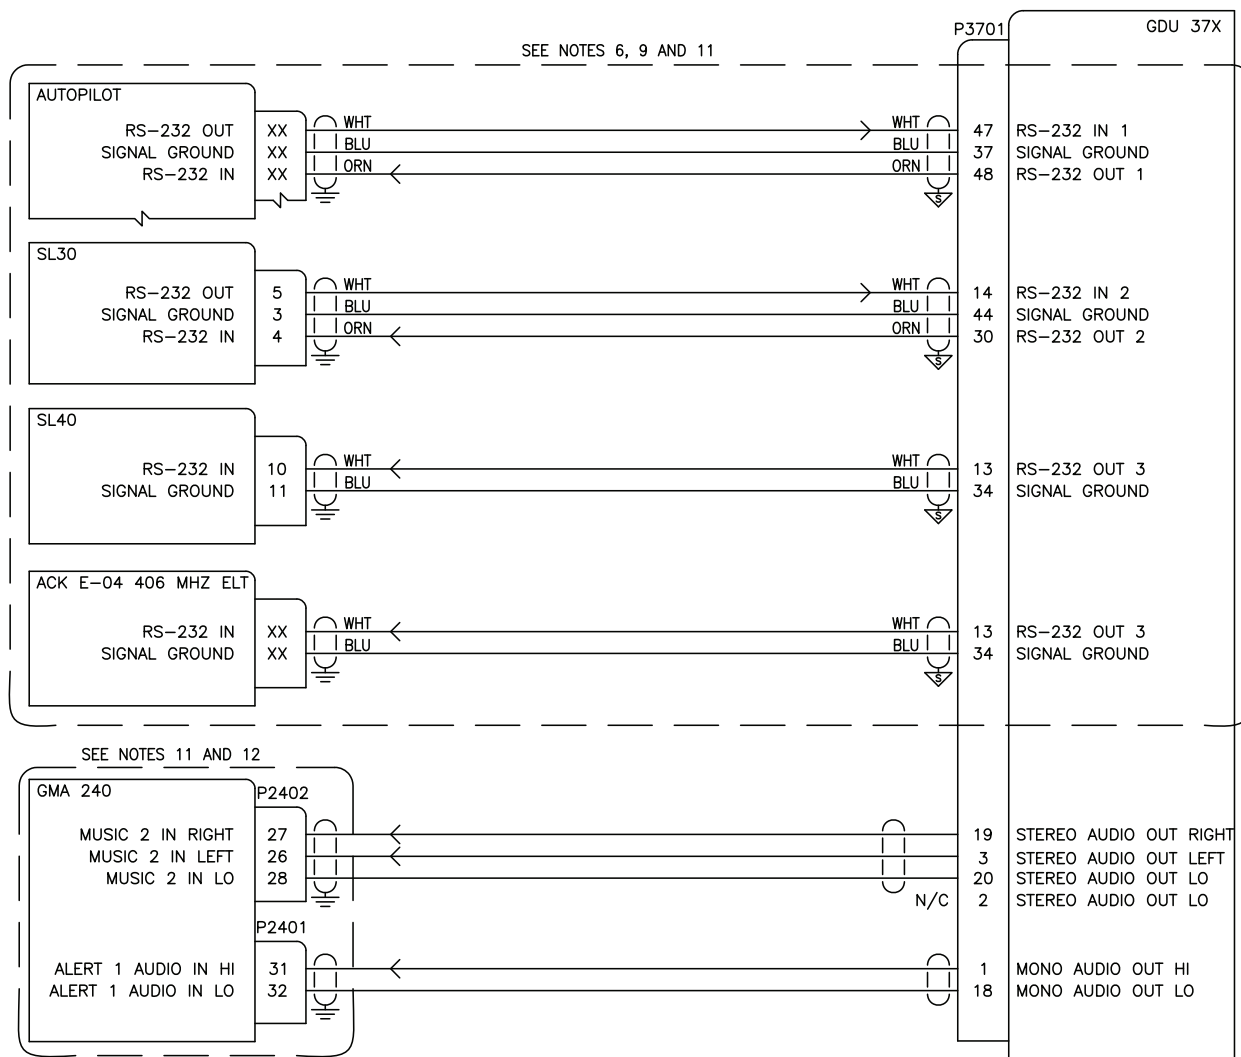 P3701 GDU 37X
SEE NOTES 6, 9 AND 11
AUTOPILOT
RS-232 OUT XX WHT WHT 47 RS-232 IN 1
SIGNAL GROUND XX BLU BLU 37 SIGNAL GROUND
RS-232 IN XX ORN ORN 48 RS-232 OUT 1
S
SL30
RS-232 OUT 5 WHT WHT 14 RS-232 IN 2
SIGNAL GROUND 3 BLU BLU 44 SIGNAL GROUND
RS-232 IN 4 ORN ORN 30 RS-232 OUT 2
S
SL40
RS-232 IN 10 WHT WHT 13 RS-232 OUT 3
SIGNAL GROUND 11 BLU BLU 34 SIGNAL GROUND
S
ACK E-04 406 MHZ ELT
RS-232 IN XX WHT WHT 13 RS-232 OUT 3
SIGNAL GROUND XX BLU BLU 34 SIGNAL GROUND
S
SEE NOTES 11 AND 12
GMA 240 P2402
MUSIC 2 IN RIGHT 27 19 STEREO AUDIO OUT RIGHT
MUSIC 2 IN LEFT 26 3 STEREO AUDIO OUT LEFT
MUSIC 2 IN LO 28 20 STEREO AUDIO OUT LO
N/C 2 STEREO AUDIO OUT LO
P2401
ALERT 1 AUDIO IN HI 31 1 MONO AUDIO OUT HI
ALERT 1 AUDIO IN LO 32 18 MONO AUDIO OUT LO